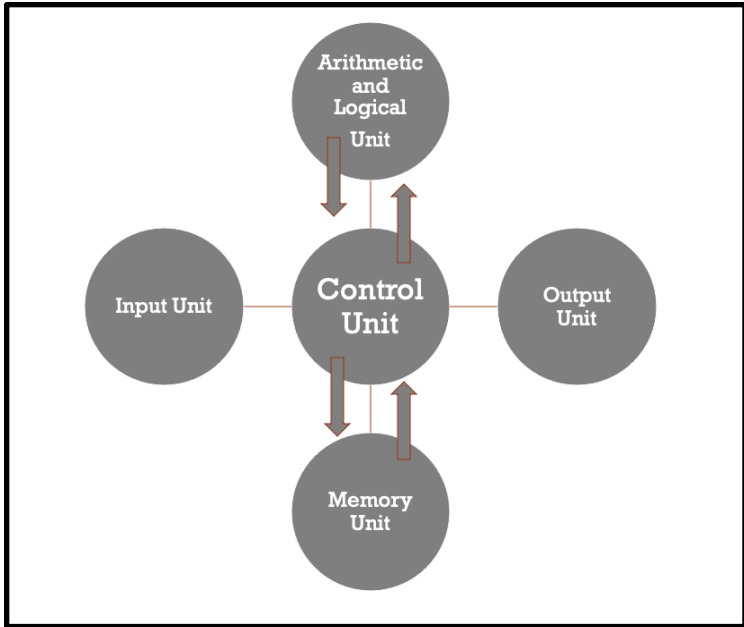 Arithmetic
and
Logical
Unit
Input Unit
Control
Unit
Output
Unit
Memory
Unit